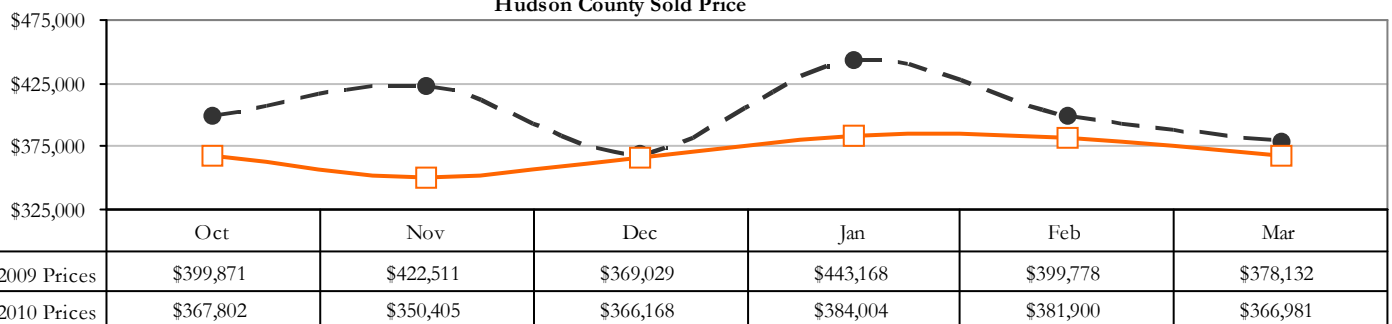 Hudson County Sold Price
$475,000
$425,000
$375,000
$325,000
Oct Nov Dec Jan Feb Mar
2009 Prices $399,871 $422,511 $369,029 $443,168 $399,778 $378,132
2010 Prices $367,802 $350,405 $366,168 $384,004 $381,900 $366,981